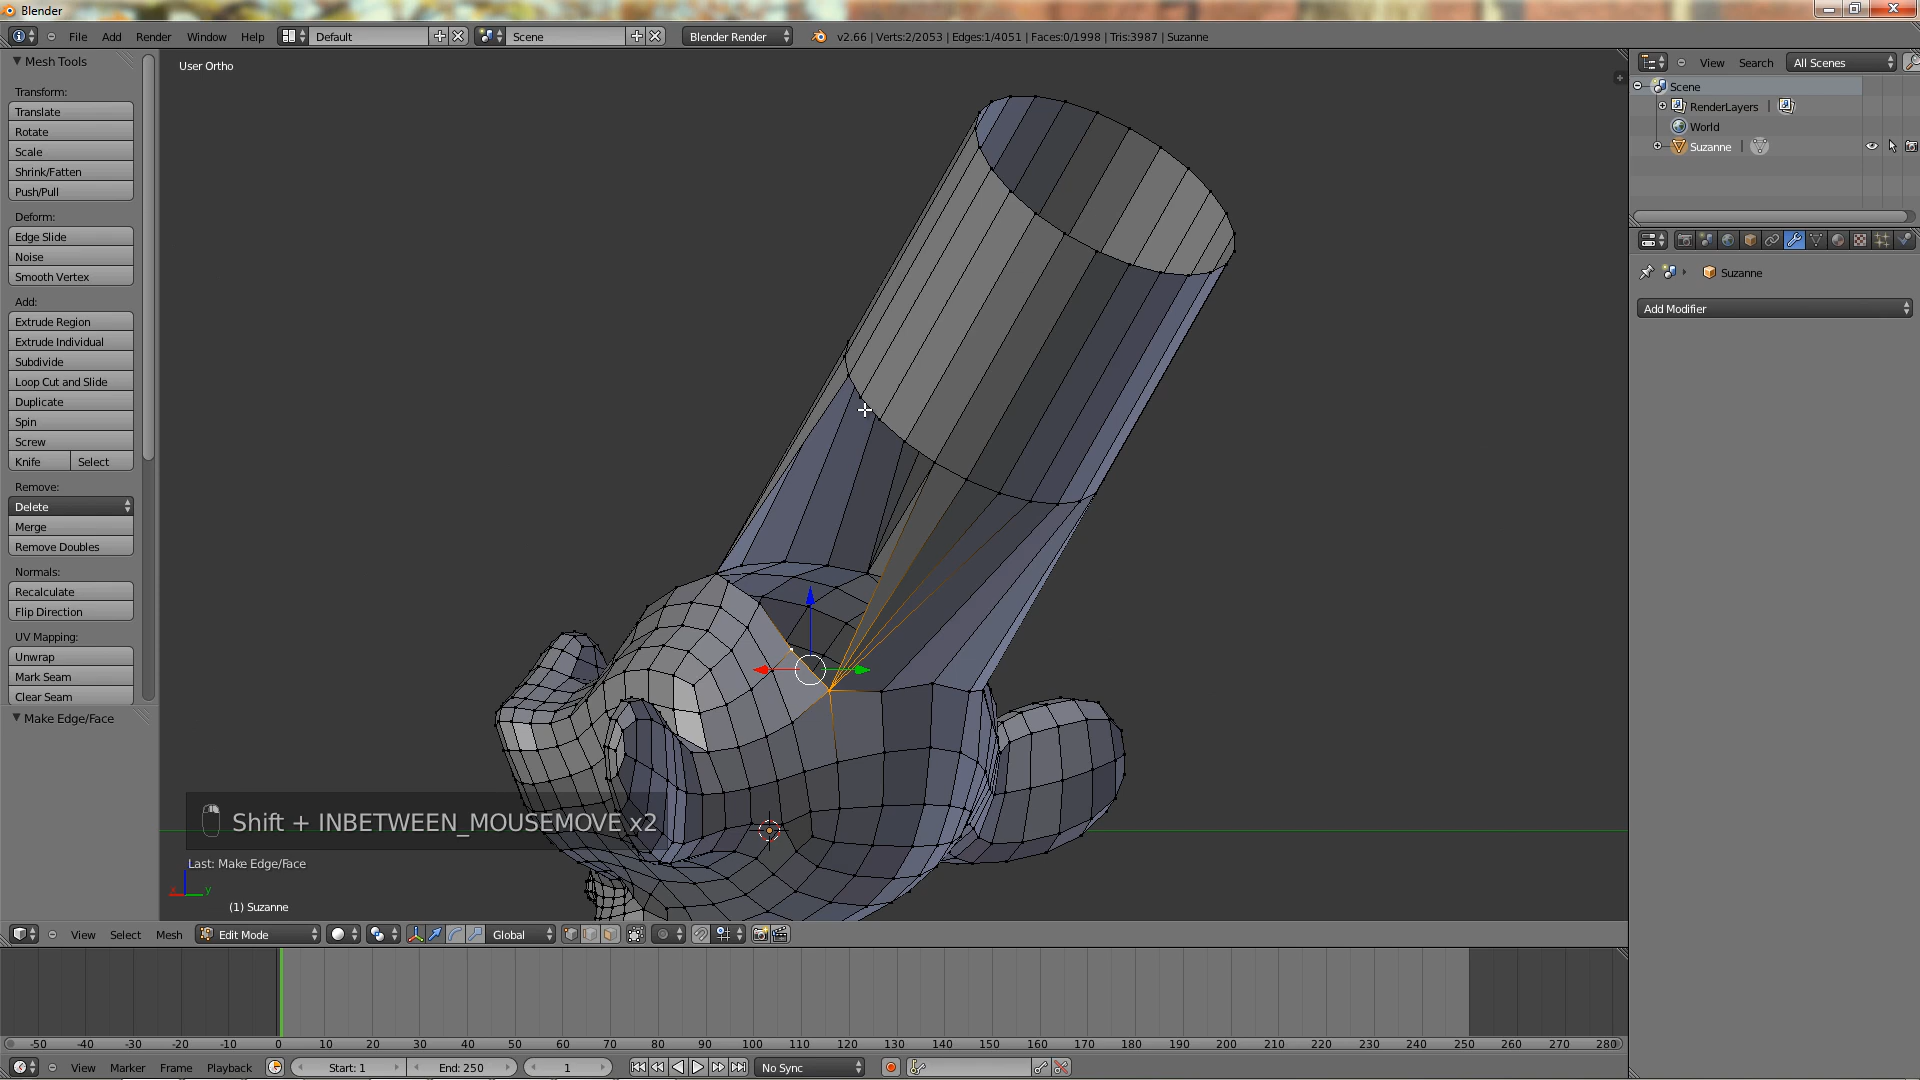 Blender
File Add Render Window Help Default Scene Blender Render v2.66 | Verts:2/2053 | Edges:1/4051 | Faces:0/1998 | Tris:3987 | Suzanne
Mesh Tools
Transform:
Translate
Rotate
Scale
Shrink/Fatten
Push/Pull
Deform:
Edge Slide
Noise
Smooth Vertex
Add:
Extrude Region
Extrude Individual
Subdivide
Loop Cut and Slide
Duplicate
Spin
Screw
Knife Select
Remove:
Delete
Merge
Remove Doubles
Normals:
Recalculate
Flip Direction
UV Mapping:
Unwrap
Mark Seam
Clear Seam
Make Edge/Face
User Ortho
Shift + INBETWEEN_MOUSEMOVE x2
Last: Make Edge/Face
x y
(1) Suzanne
View Select Mesh Edit Mode Global
View Search All Scenes
Scene
RenderLayers |
World
Suzanne |
Suzanne
Add Modifier
-50 -40 -30 -20 -10 0 10 20 30 40 50 60 70 80 90 100 110 120 130 140 150 160 170 180 190 200 210 220 230 240 250 260 270 280
View Marker Frame Playback Start: 1 End: 250 1 No Sync